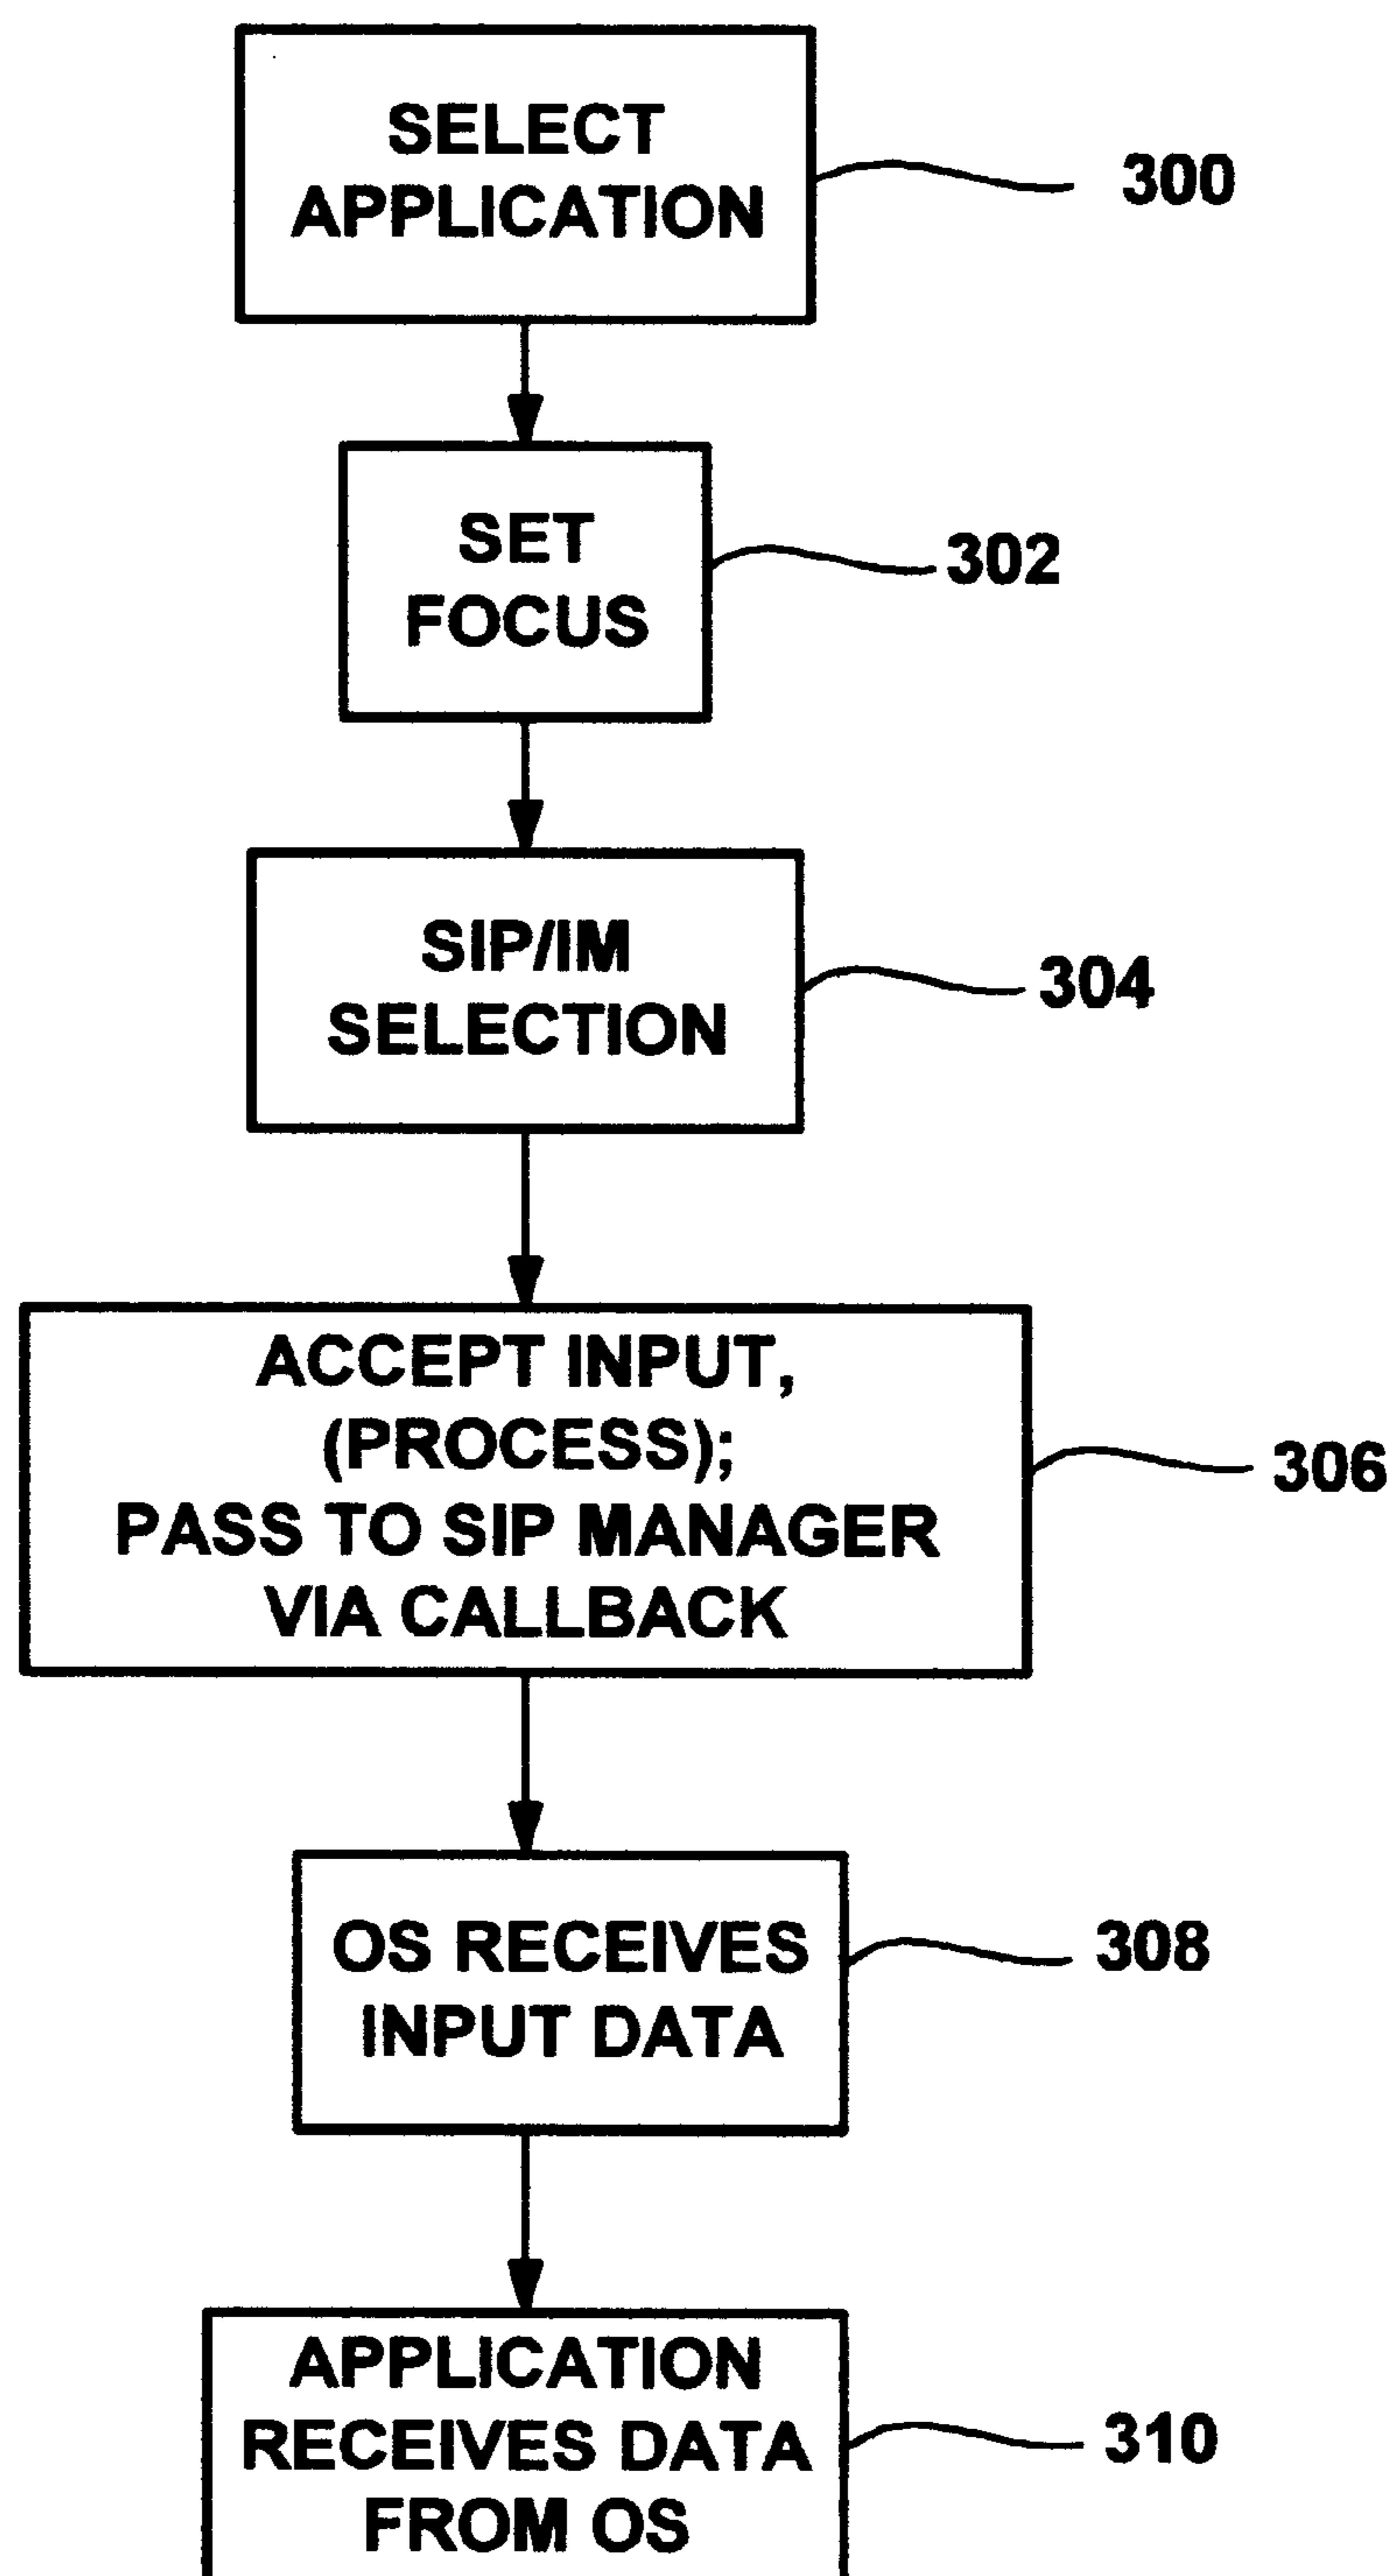 SELECT
APPLICATION
300
SET
FOCUS
302
SIP/IM
SELECTION
304
ACCEPT INPUT,
(PROCESS);
PASS TO SIP MANAGER
VIA CALLBACK
306
OS RECEIVES
INPUT DATA
308
APPLICATION
RECEIVES DATA
FROM OS
310